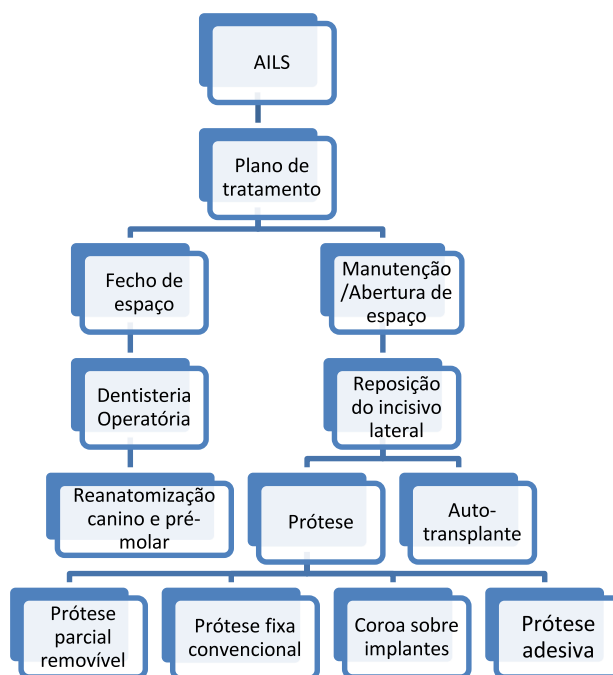 AILS
Plano de
tratamento
Fecho de
espaço
Manutenção
/Abertura de
espaço
Dentisteria
Operatória
Reposição
do incisivo
lateral
Reanatomização
canino e pré-
molar
Prótese
Auto-
transplante
Prótese
parcial
removível
Prótese fixa
convencional
Coroa sobre
implantes
Prótese
adesiva